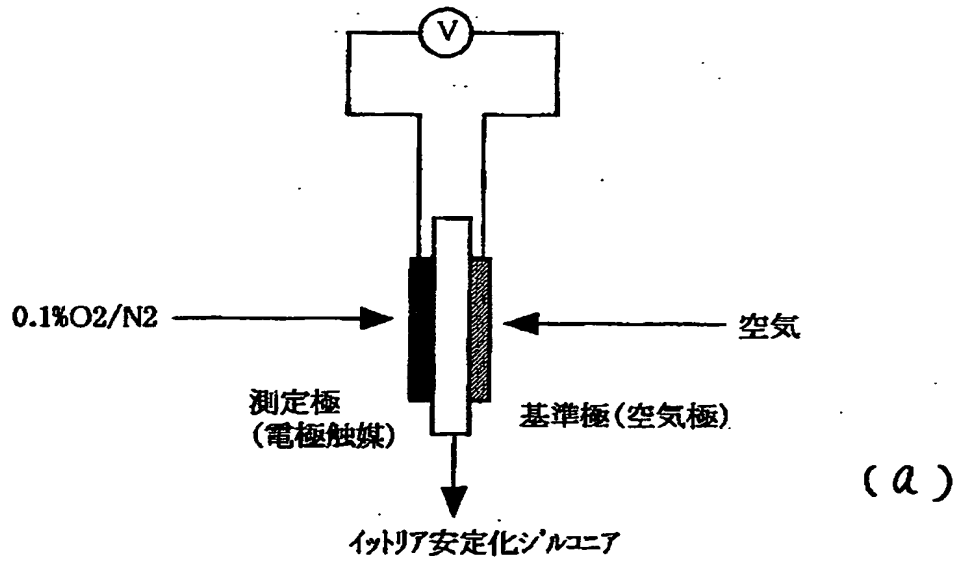 V
0.1%O2/N2
空気
測定極
(電極触媒)
基準極(空気極)
(a)
イットリア安定化ジルコニア